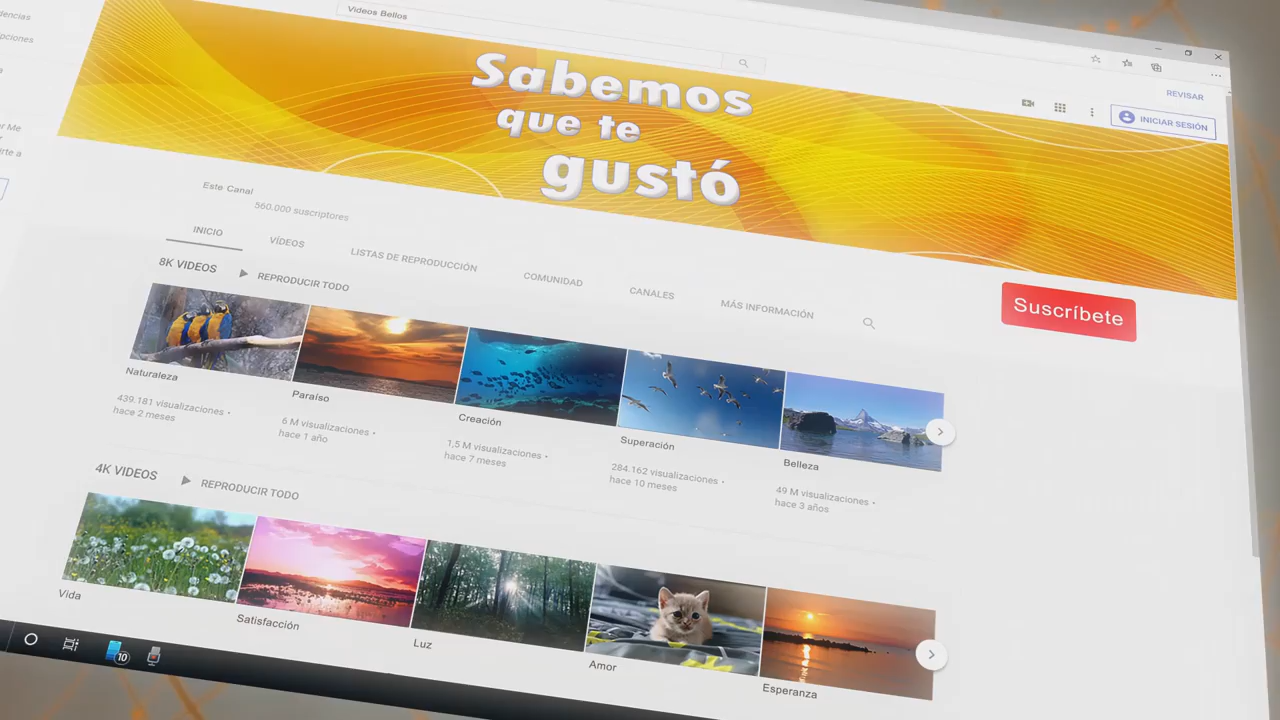 Videos Bellos
Sabemos
que te
gustó
REVISAR
INICIAR SESIÓN
Este Canal
560.000 suscriptores
INICIO
VÍDEOS
LISTAS DE REPRODUCCIÓN
COMUNIDAD
CANALES
MÁS INFORMACIÓN
Suscríbete
8K VIDEOS
REPRODUCIR TODO
Naturaleza
439.181 visualizaciones •
hace 2 meses
Paraíso
6 M visualizaciones •
hace 1 año
Creación
1,5 M visualizaciones •
hace 7 meses
Superación
284.162 visualizaciones •
hace 10 meses
Belleza
49 M visualizaciones •
hace 3 años
4K VIDEOS
REPRODUCIR TODO
Vida
Satisfacción
Luz
Amor
Esperanza
10